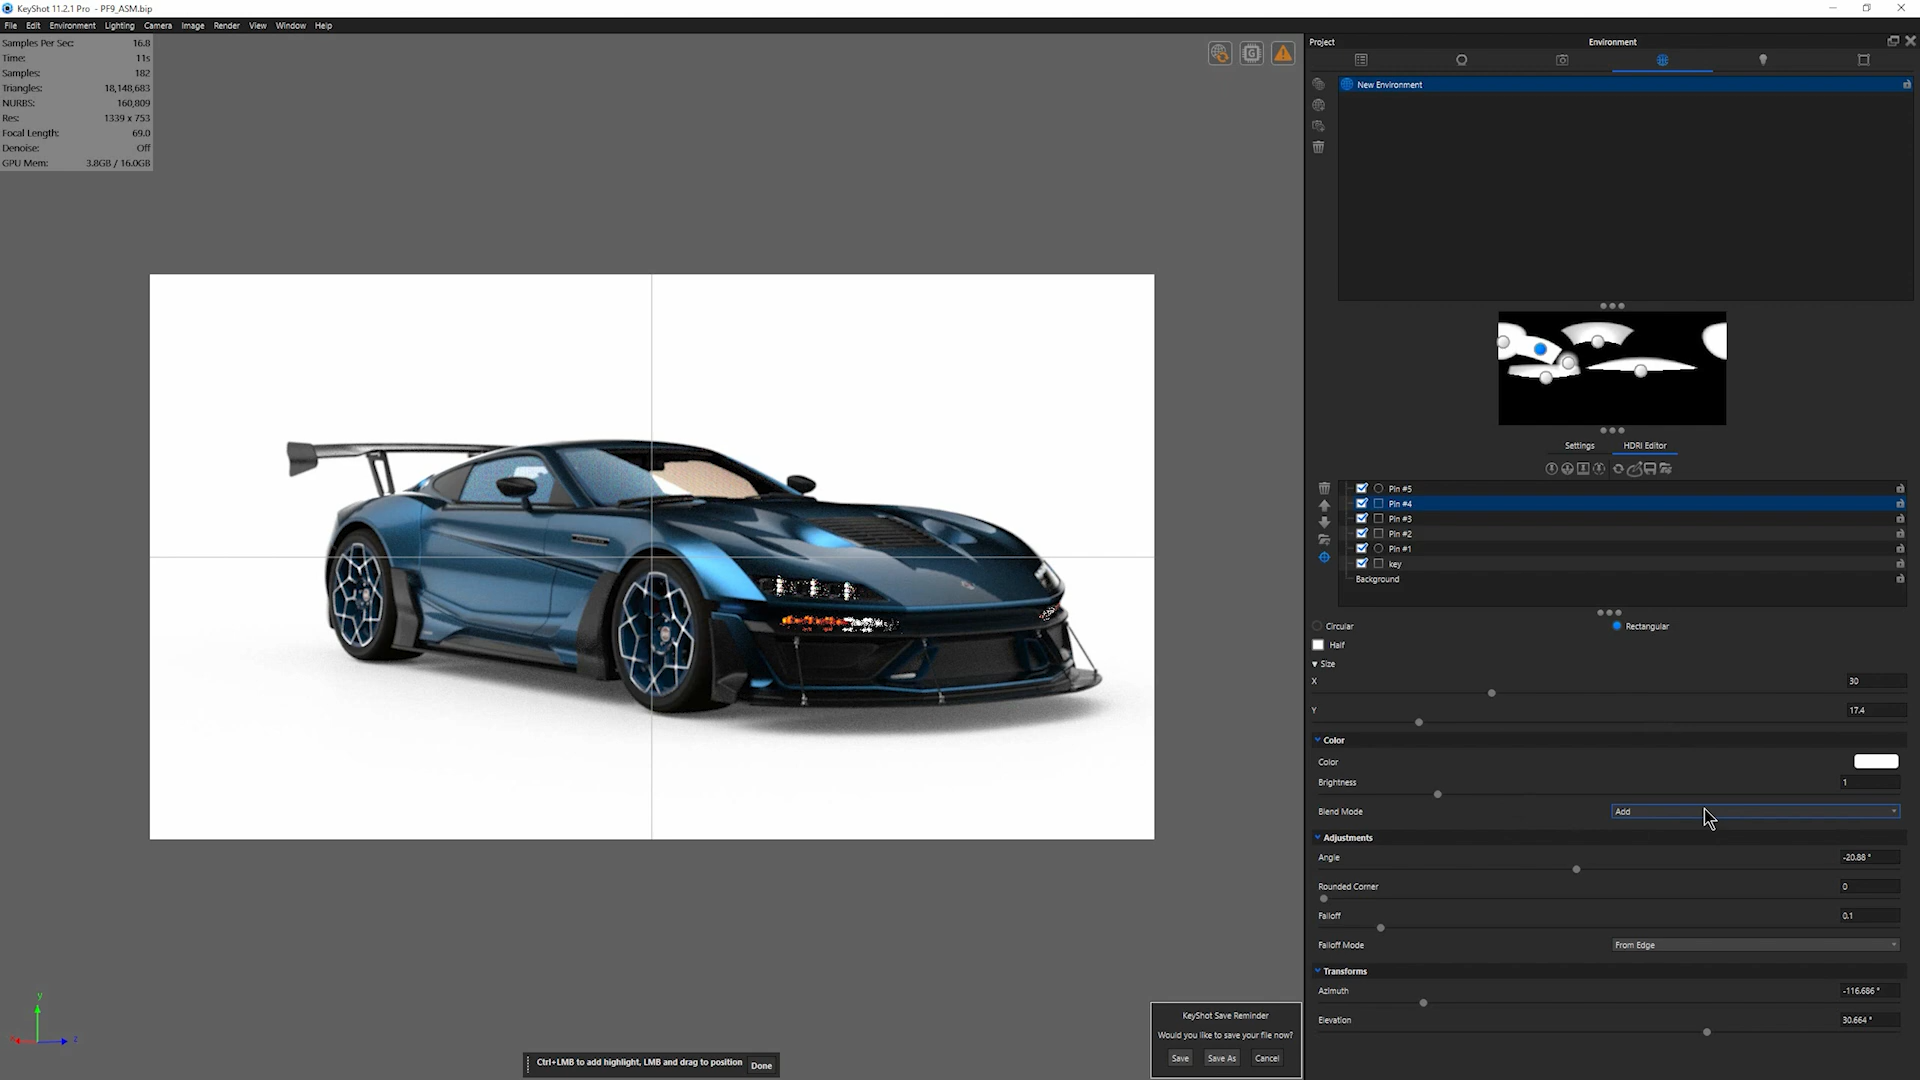 KeyShot 11.2.1 Pro - PF9_ASM.bip
File Edit Environment Lighting Camera Image Render View Window Help
Samples Per Sec: 16.8
Time: 11s
Samples: 182
Triangles: 18,148,683
NURBS: 160,809
Res: 1339 x 753
Focal Length: 69.0
Denoise: Off
GPU Mem: 3.8GB / 16.0GB
Project Environment
New Environment
Settings HDRI Editor
Pin #5
Pin #4
Pin #3
Pin #2
Pin #1
key
Background
Circular Rectangular
Half
Size
X 30
Y 17.4
Color
Color
Brightness 1
Blend Mode Add
Adjustments
Angle -20.88 °
Rounded Corner 0
Falloff 0.1
Falloff Mode From Edge
Transforms
Azimuth -116.686 °
Elevation 30.664 °
y
z
KeyShot Save Reminder
Would you like to save your file now?
Save Save As Cancel
Ctrl+LMB to add highlight, LMB and drag to position Done